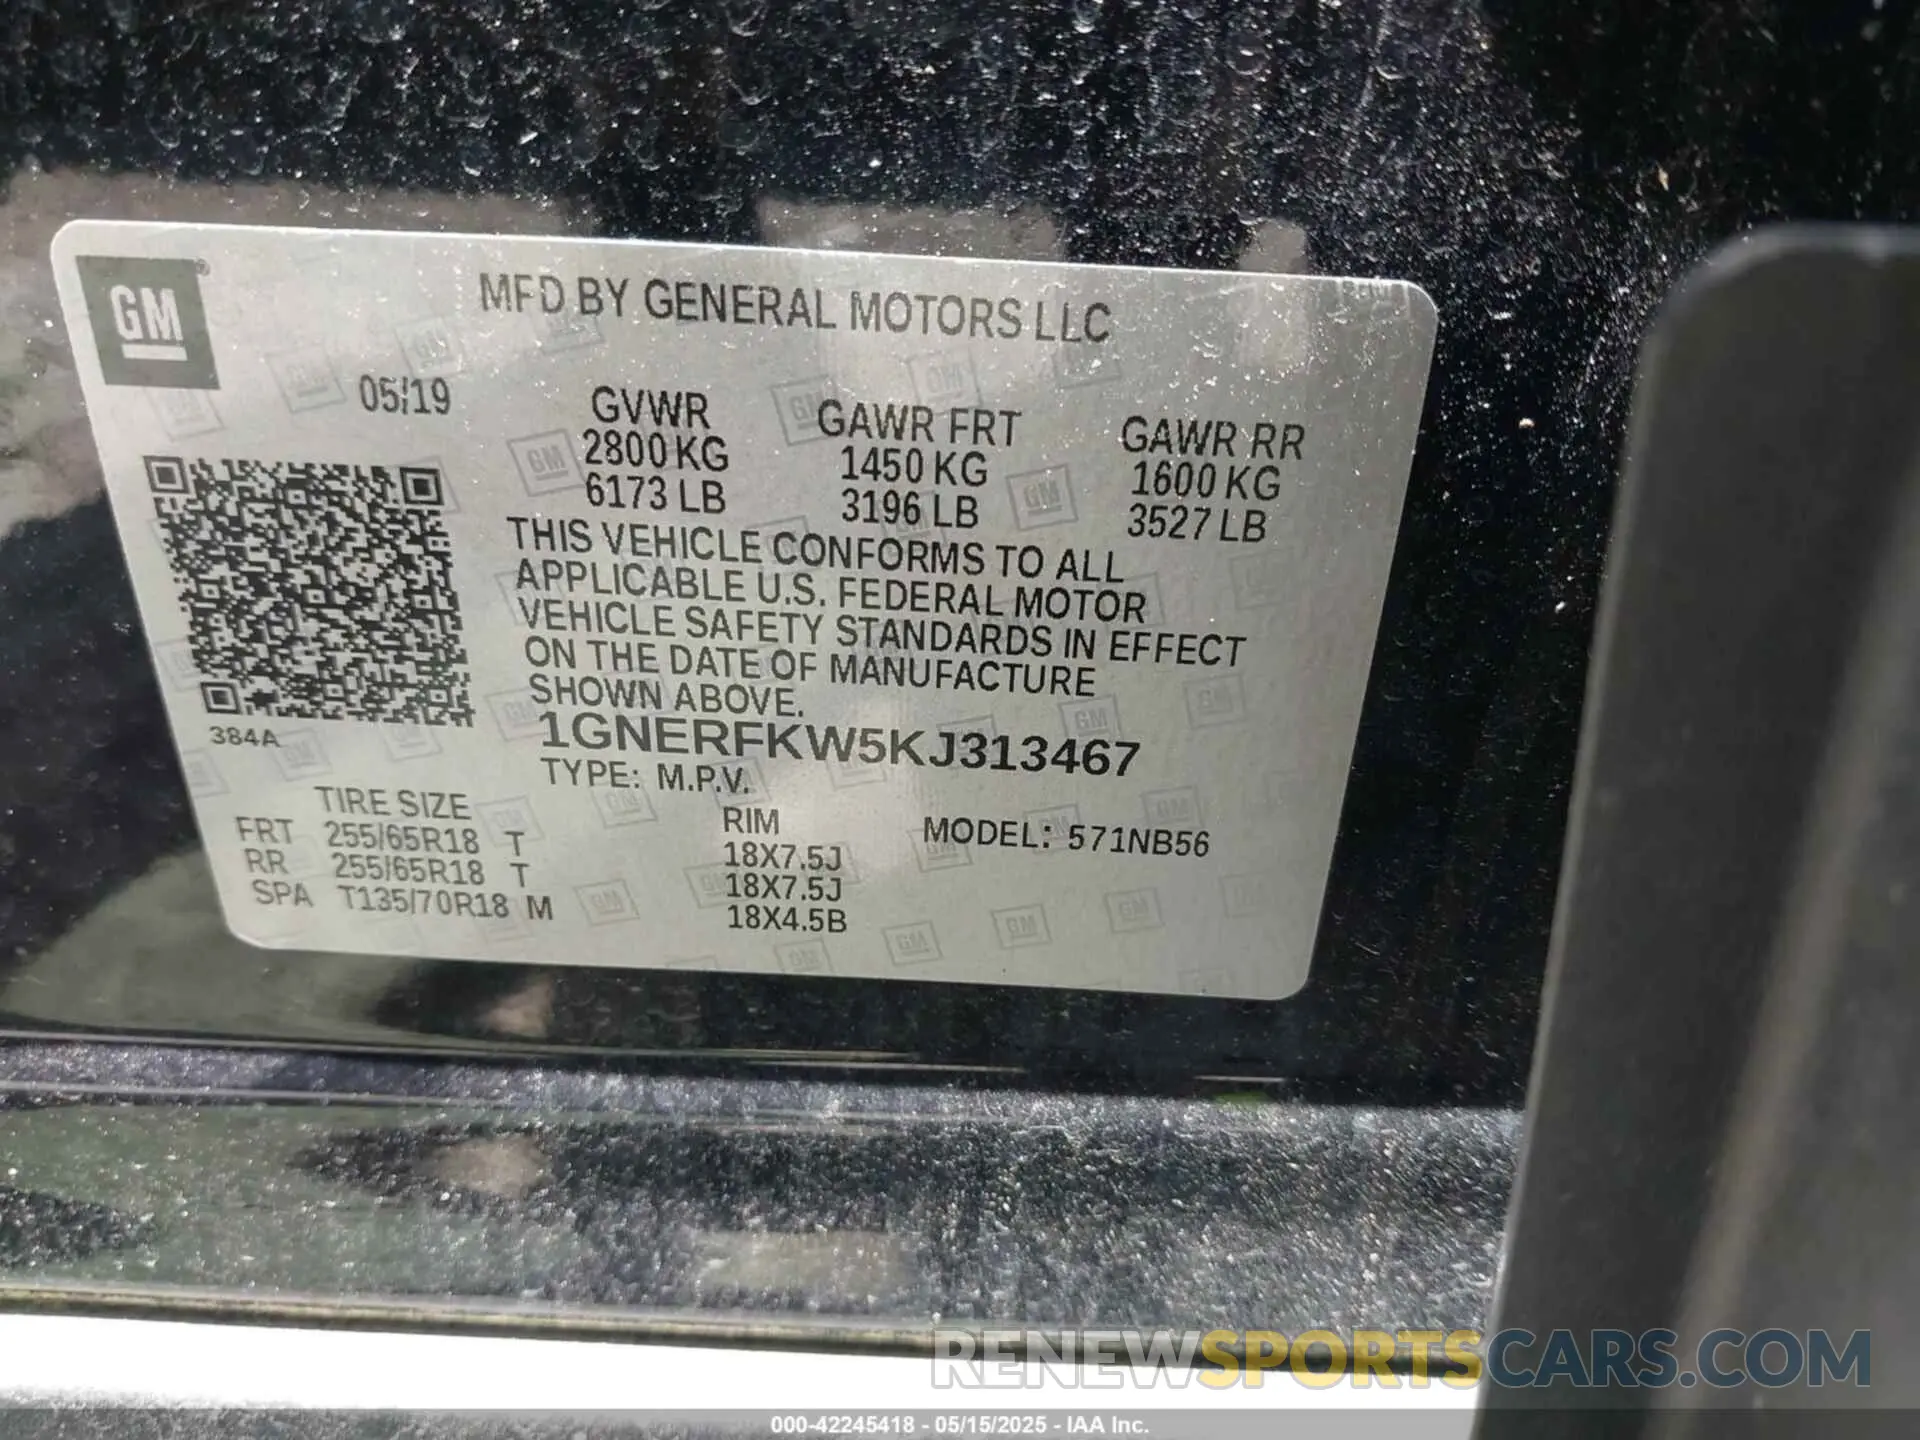 GM
MFD BY GENERAL MOTORS LLC
05/19
GVWR
2800 KG
6173 LB
GAWR FRT
1450 KG
3196 LB
GAWR RR
1600 KG
3527 LB
THIS VEHICLE CONFORMS TO ALL
APPLICABLE U.S. FEDERAL MOTOR
VEHICLE SAFETY STANDARDS IN EFFECT
ON THE DATE OF MANUFACTURE
SHOWN ABOVE.
1GNERFKW5KJ313467
TYPE: M.P.V.
384A
TIRE SIZE
RIM
MODEL: 571NB56
FRT 255/65R18 T 18X7.5J
RR 255/65R18 T 18X7.5J
SPA T135/70R18 M 18X4.5B
RENEWSPORTSCARS.COM
000-42245418 - 05/15/2025 - IAA Inc.